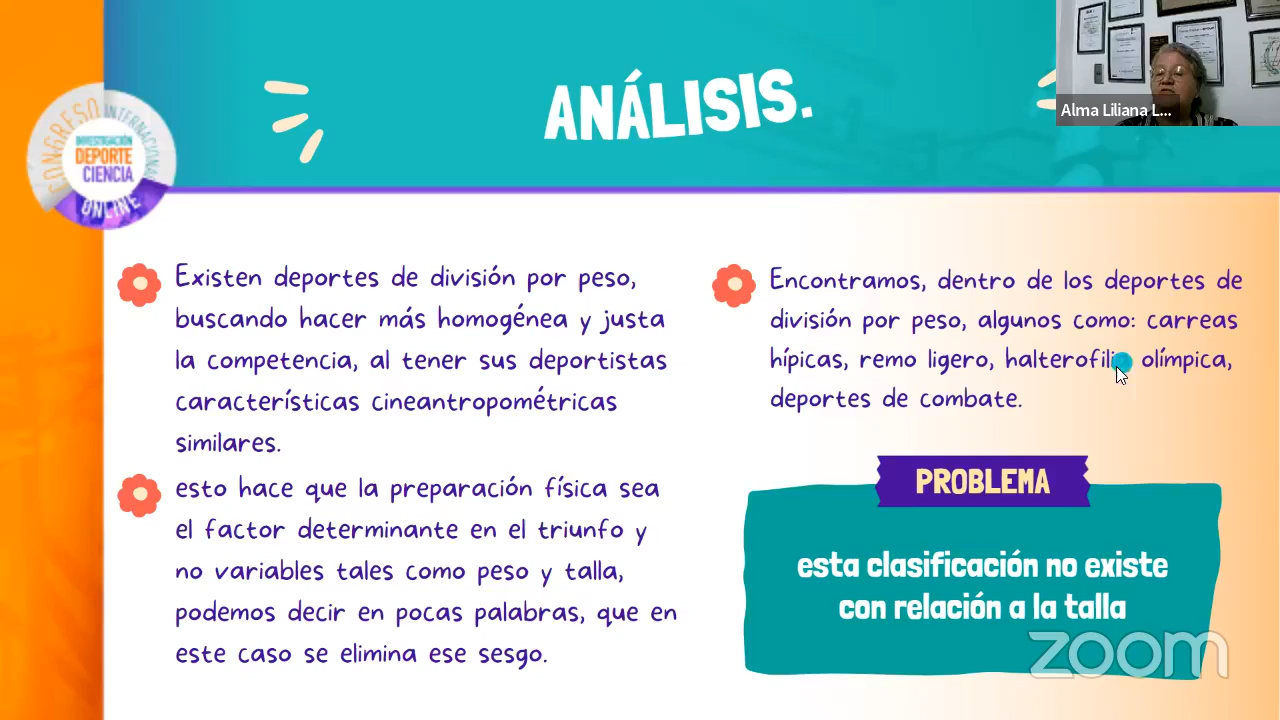 ANÁLISIS.
Alma Liliana L...
CONGRESO INTERNACIONAL
INVESTIGACIÓN
DEPORTE
CIENCIA
ONLINE
Existen deportes de división por peso,
buscando hacer más homogénea y justa
la competencia, al tener sus deportistas
características cineantropométricas
similares.
esto hace que la preparación física sea
el factor determinante en el triunfo y
no variables tales como peso y talla,
podemos decir en pocas palabras, que en
este caso se elimina ese sesgo.
Encontramos, dentro de los deportes de
división por peso, algunos como: carreas
hípicas, remo ligero, halterofilia olímpica,
deportes de combate.
PROBLEMA
esta clasificación no existe
con relación a la talla
zoom